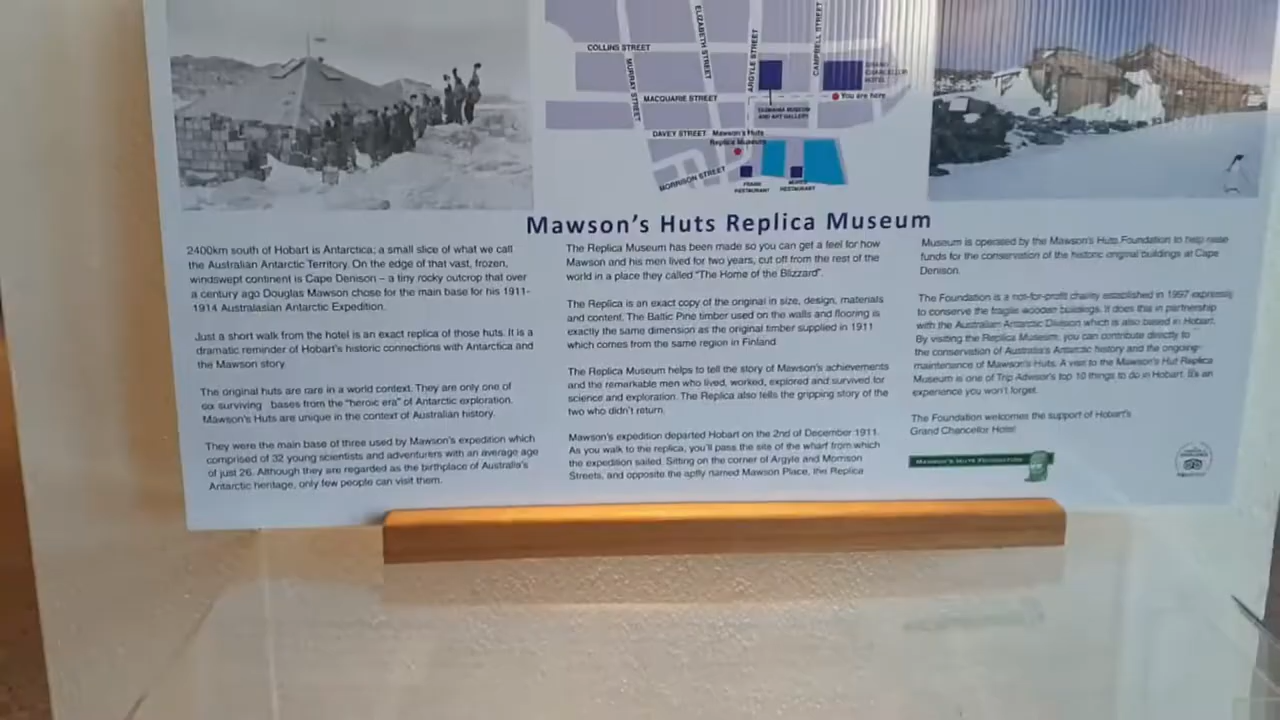 COLLINS STREET
MURRAY STREET
ELIZABETH STREET
ARGYLE STREET
CAMPBELL STREET
GRAND
CHANCELLOR
HOTEL
MACQUARIE STREET
You are here
TASMANIA MUSEUM
AND ART GALLERY
DAVEY STREET
Mawson's Huts
Replica Museum
MORRISON STREET
RESTAURANT
RESTAURANT
Mawson's Huts Replica Museum
2400km south of Hobart is Antarctica; a small slice of what we call
the Australian Antarctic Territory. On the edge of that vast, frozen,
windswept continent is Cape Denison – a tiny rocky outcrop that over
a century ago Douglas Mawson chose for the main base for his 1911-
1914 Australasian Antarctic Expedition.
Just a short walk from the hotel is an exact replica of those huts. It is a
dramatic reminder of Hobart's historic connections with Antarctica and
the Mawson story.
The original huts are rare in a world context. They are only one of
six surviving bases from the "heroic era" of Antarctic exploration.
Mawson's Huts are unique in the context of Australian history.
They were the main base of three used by Mawson's expedition which
comprised of 32 young scientists and adventurers with an average age
of just 26. Although they are regarded as the birthplace of Australia's
Antarctic heritage, only few people can visit them.
The Replica Museum has been made so you can get a feel for how
Mawson and his men lived for two years, cut off from the rest of the
world in a place they called "The Home of the Blizzard".
The Replica is an exact copy of the original in size, design, materials
and content. The Baltic Pine timber used on the walls and flooring is
exactly the same dimension as the original timber supplied in 1911
which comes from the same region in Finland.
The Replica Museum helps to tell the story of Mawson's achievements
and the remarkable men who lived, worked, explored and survived for
science and exploration. The Replica also tells the gripping story of the
two who didn't return.
Mawson's expedition departed Hobart on the 2nd of December 1911.
As you walk to the replica, you'll pass the site of the wharf from which
the expedition sailed. Sitting on the corner of Argyle and Morrison
Streets, and opposite the aptly named Mawson Place, the Replica
Museum is operated by the Mawson's Huts Foundation to help raise
funds for the conservation of the historic original buildings at Cape
Denison.
The Foundation is a not-for-profit charity established in 1997 expressly
to conserve the fragile wooden buildings. It does this in partnership
with the Australian Antarctic Division which is also based in Hobart.
By visiting the Replica Museum, you can contribute directly to
the conservation of Australia's Antarctic history and the ongoing
maintenance of Mawson's Huts. A visit to the Mawson's Hut Replica
Museum is one of Trip Advisor's top 10 things to do in Hobart. It's an
experience you won't forget.
The Foundation welcomes the support of Hobart's
Grand Chancellor Hotel
MAWSON'S HUTS FOUNDATION